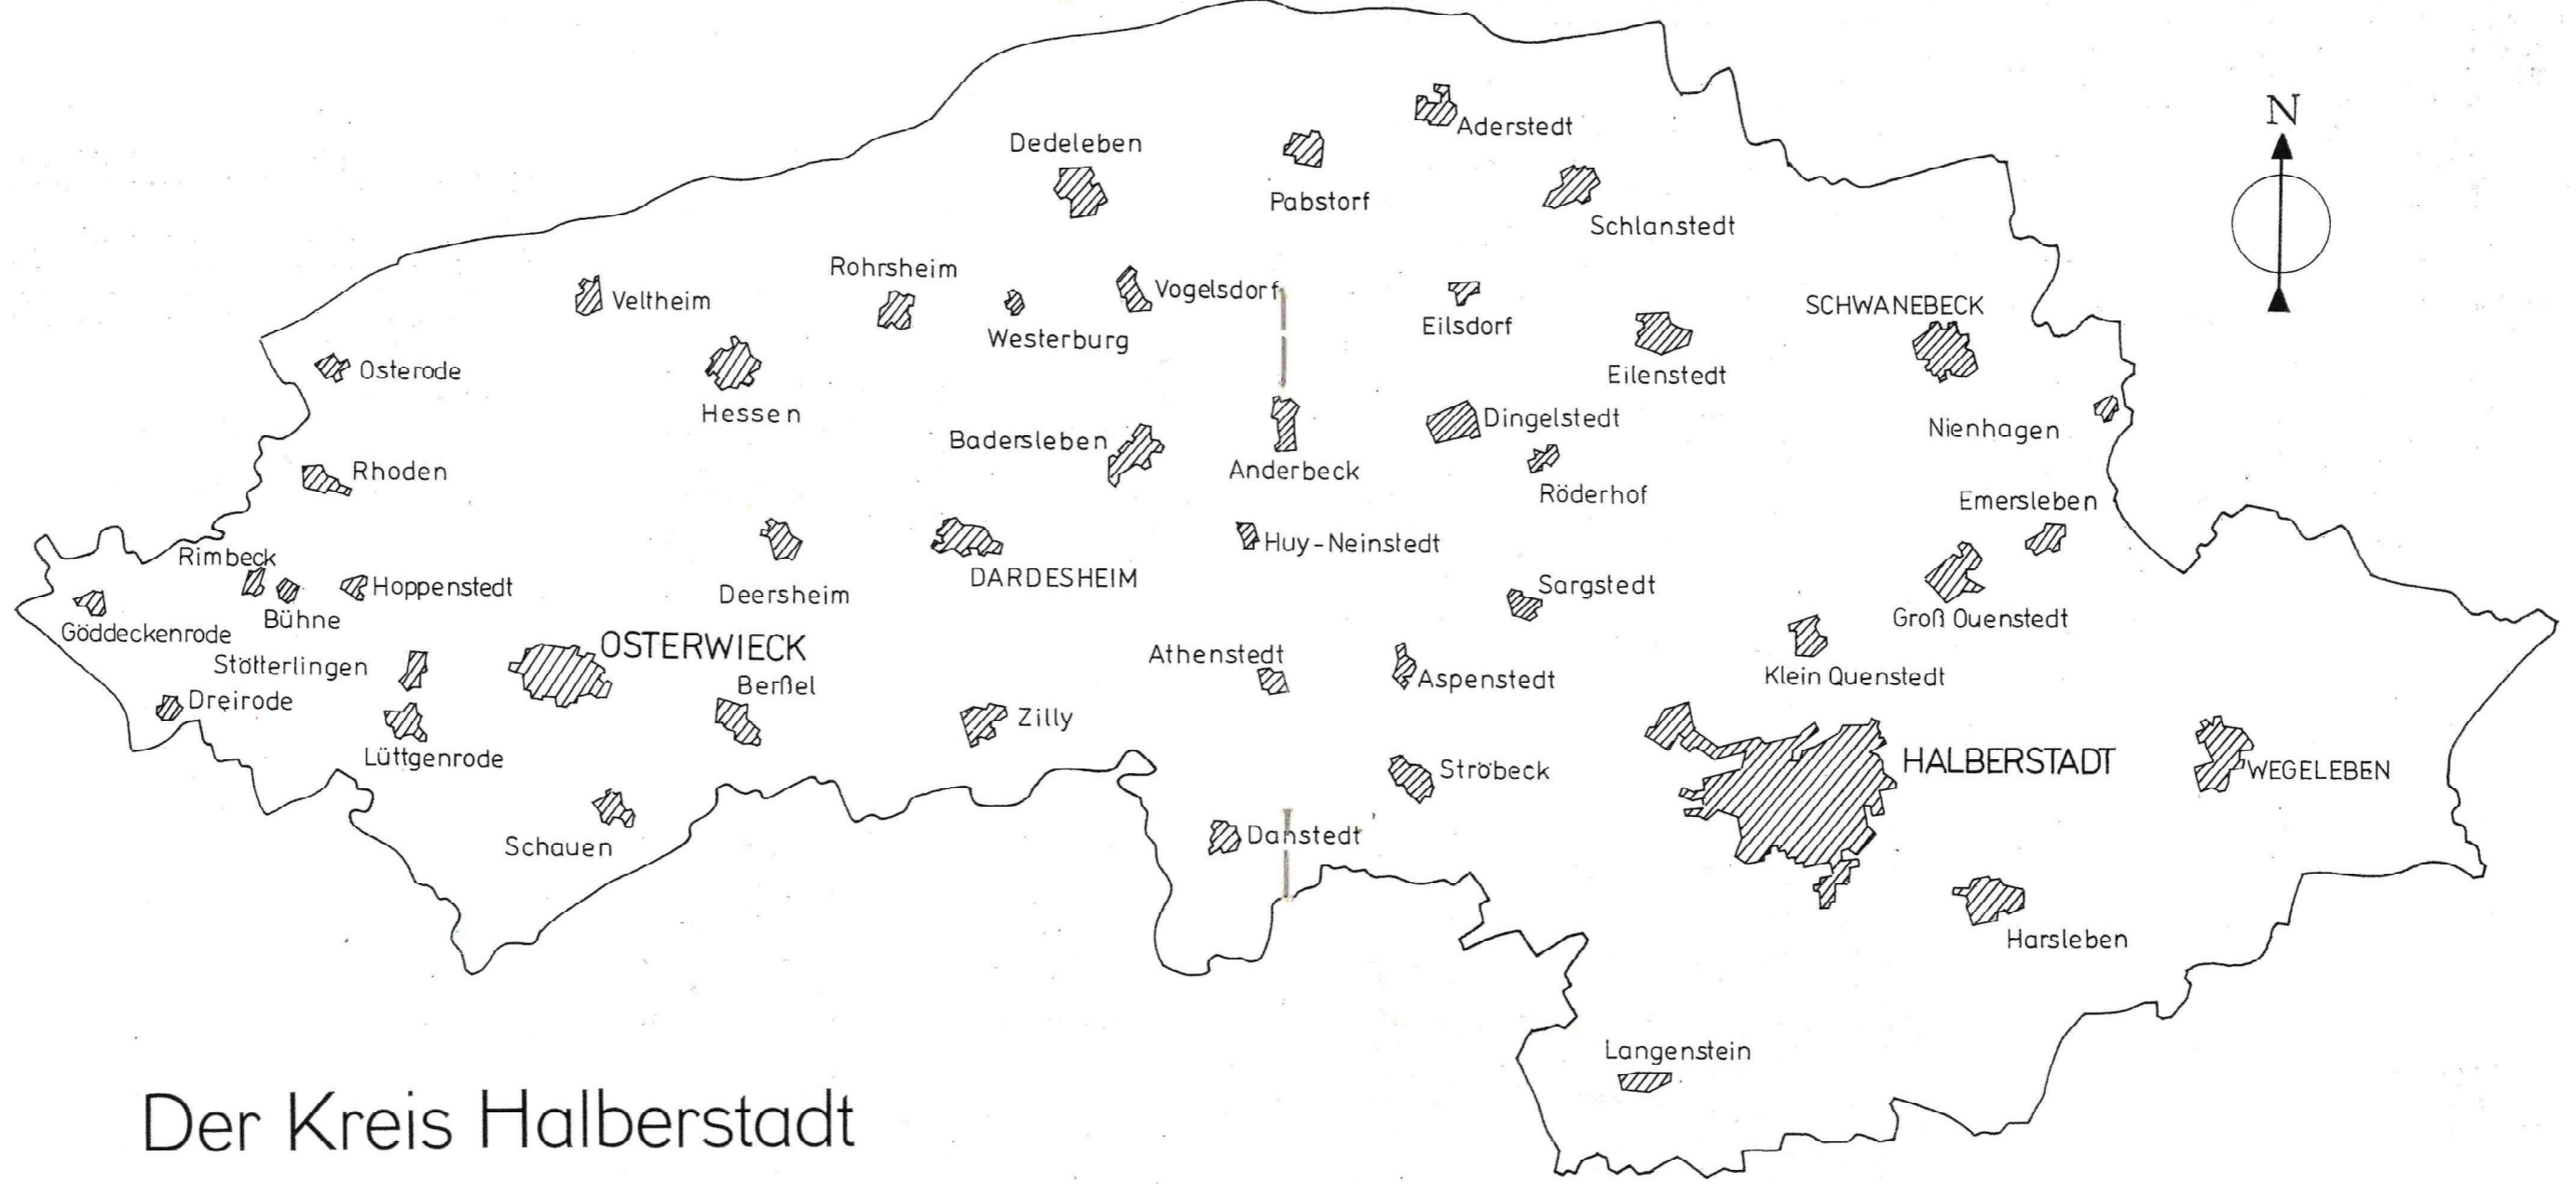 N
Aderstedt
Dedeleben
Pabstorf
Schlanstedt
Rohrsheim
Vogelsdorf
Veltheim
SCHWANEBECK
Eilsdorf
Westerburg
Osterode
Eilenstedt
Hessen
Dingelstedt
Nienhagen
Badersleben
Anderbeck
Rhoden
Röderhof
Emersleben
Huy-Neinstedt
Rimbeck
DARDESHEIM
Sargstedt
Hoppenstedt
Deersheim
Bühne
Groß Ouenstedt
Göddeckenrode
OSTERWIECK
Athenstedt
Stötterlingen
Klein Quenstedt
Aspenstedt
Berßel
Dreirode
Zilly
Lüttgenrode
HALBERSTADT
Ströbeck
WEGELEBEN
Danstedt
Schauen
Harsleben
Langenstein
Der Kreis Halberstadt